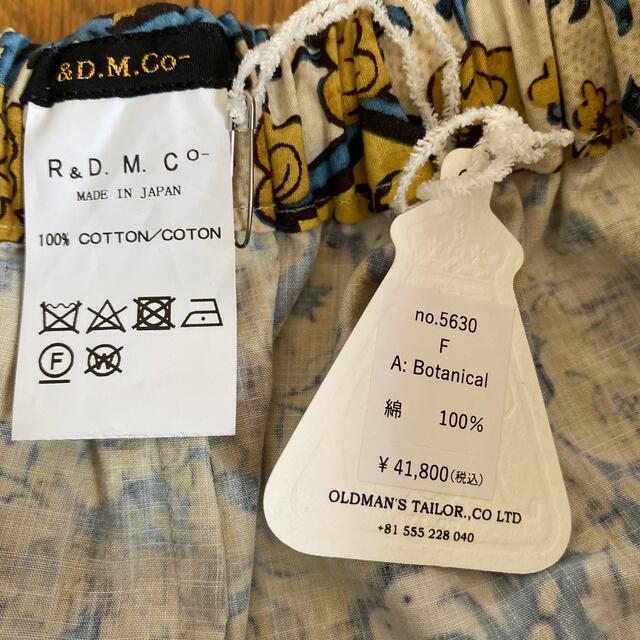 &D.M.Co-
R & D. M. Co-
MADE IN JAPAN
100% COTTON/COTON
F
W
no.5630
F
A: Botanical
綿 100%
¥ 41,800(税込)
OLDMAN'S TAILOR.,CO LTD
+81 555 228 040